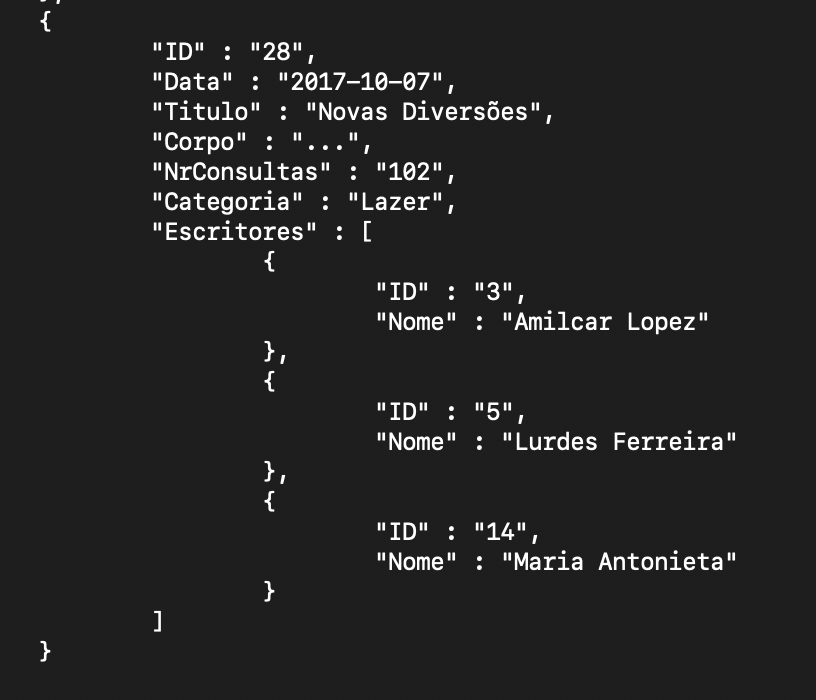 {
"ID" : "28",
"Data" : "2017-10-07",
"Titulo" : "Novas Diversões",
"Corpo" : "...",
"NrConsultas" : "102",
"Categoria" : "Lazer",
"Escritores" : [
{
"ID" : "3",
"Nome" : "Amilcar Lopez"
},
{
"ID" : "5",
"Nome" : "Lurdes Ferreira"
},
{
"ID" : "14",
"Nome" : "Maria Antonieta"
}
]
}